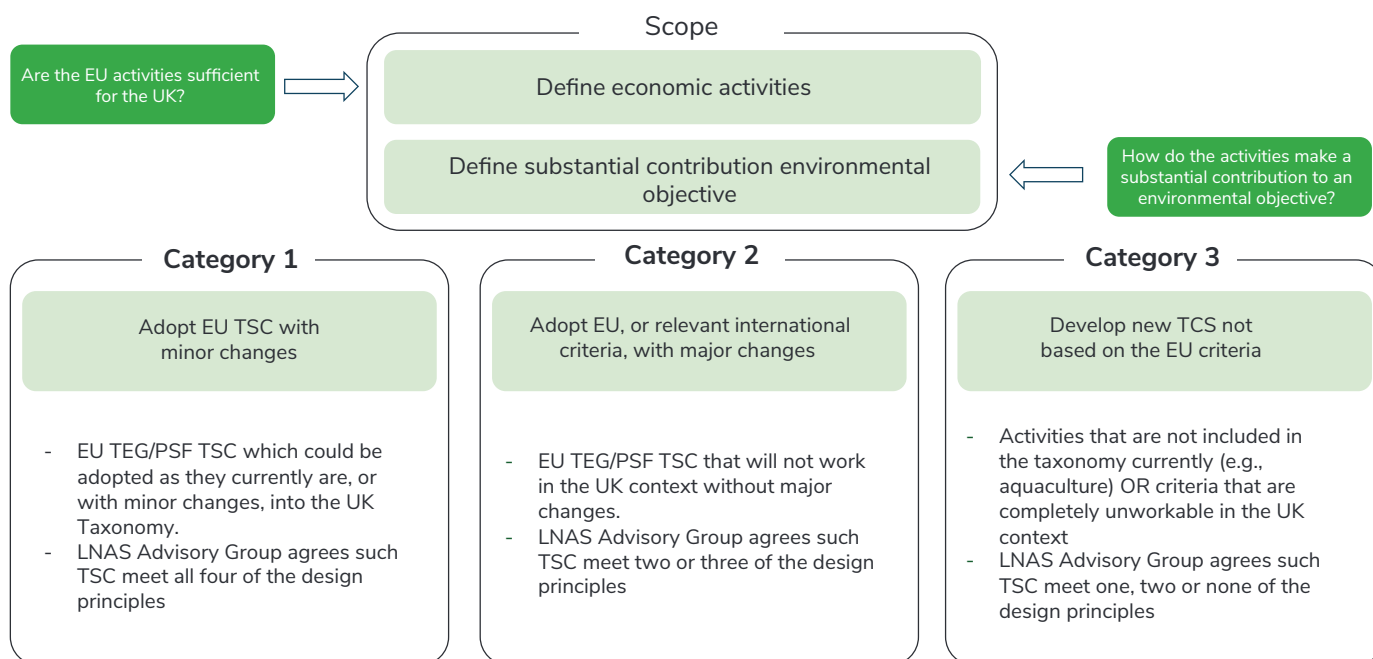 Scope
Are the EU activities sufficient
for the UK?
Define economic activities
Define substantial contribution environmental
objective
How do the activities make a
substantial contribution to an
environmental objective?
Category 1
Adopt EU TSC with
minor changes
- EU TEG/PSF TSC which could be
adopted as they currently are, or
with minor changes, into the UK
Taxonomy.
- LNAS Advisory Group agrees such
TSC meet all four of the design
principles
Category 2
Adopt EU, or relevant international
criteria, with major changes
- EU TEG/PSF TSC that will not work
in the UK context without major
changes.
- LNAS Advisory Group agrees such
TSC meet two or three of the design
principles
Category 3
Develop new TCS not
based on the EU criteria
- Activities that are not included in
the taxonomy currently (e.g.,
aquaculture) OR criteria that are
completely unworkable in the UK
context
- LNAS Advisory Group agrees such
TSC meet one, two or none of the
design principles